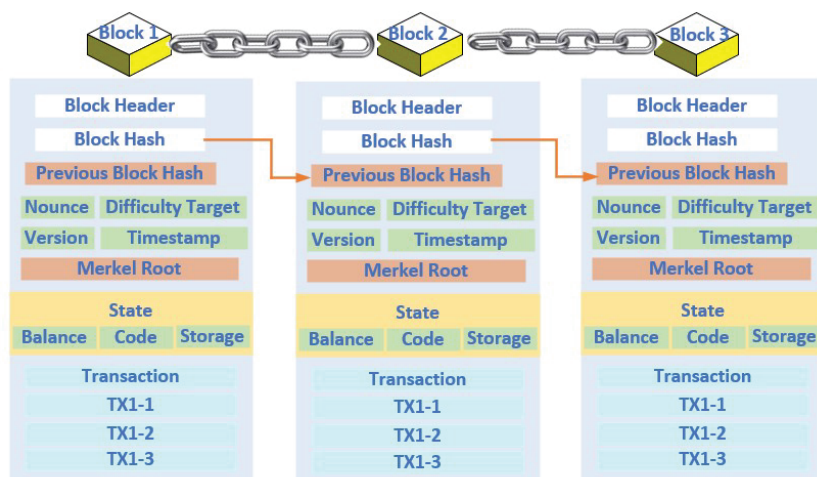 Block 1
Block 2
Block 3
Block Header
Block Hash
Previous Block Hash
Nounce Difficulty Target
Version Timestamp
Merkel Root
State
Balance Code Storage
Transaction
TX1-1
TX1-2
TX1-3
Block Header
Block Hash
Previous Block Hash
Nounce Difficulty Target
Version Timestamp
Merkel Root
State
Balance Code Storage
Transaction
TX1-1
TX1-2
TX1-3
Block Header
Block Hash
Previous Block Hash
Nounce Difficulty Target
Version Timestamp
Merkel Root
State
Balance Code Storage
Transaction
TX1-1
TX1-2
TX1-3